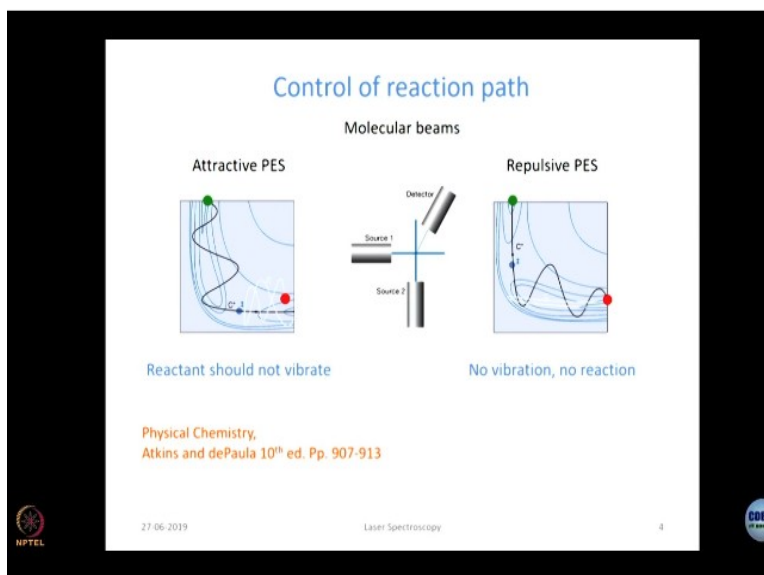 Control of reaction path
Molecular beams
Attractive PES
Repulsive PES
Detector
Source 1
Source 2
C*
‡
C*
‡
Reactant should not vibrate
No vibration, no reaction
Physical Chemistry,
Atkins and dePaula 10th ed. Pp. 907-913
27-06-2019
Laser Spectroscopy
4
NPTEL